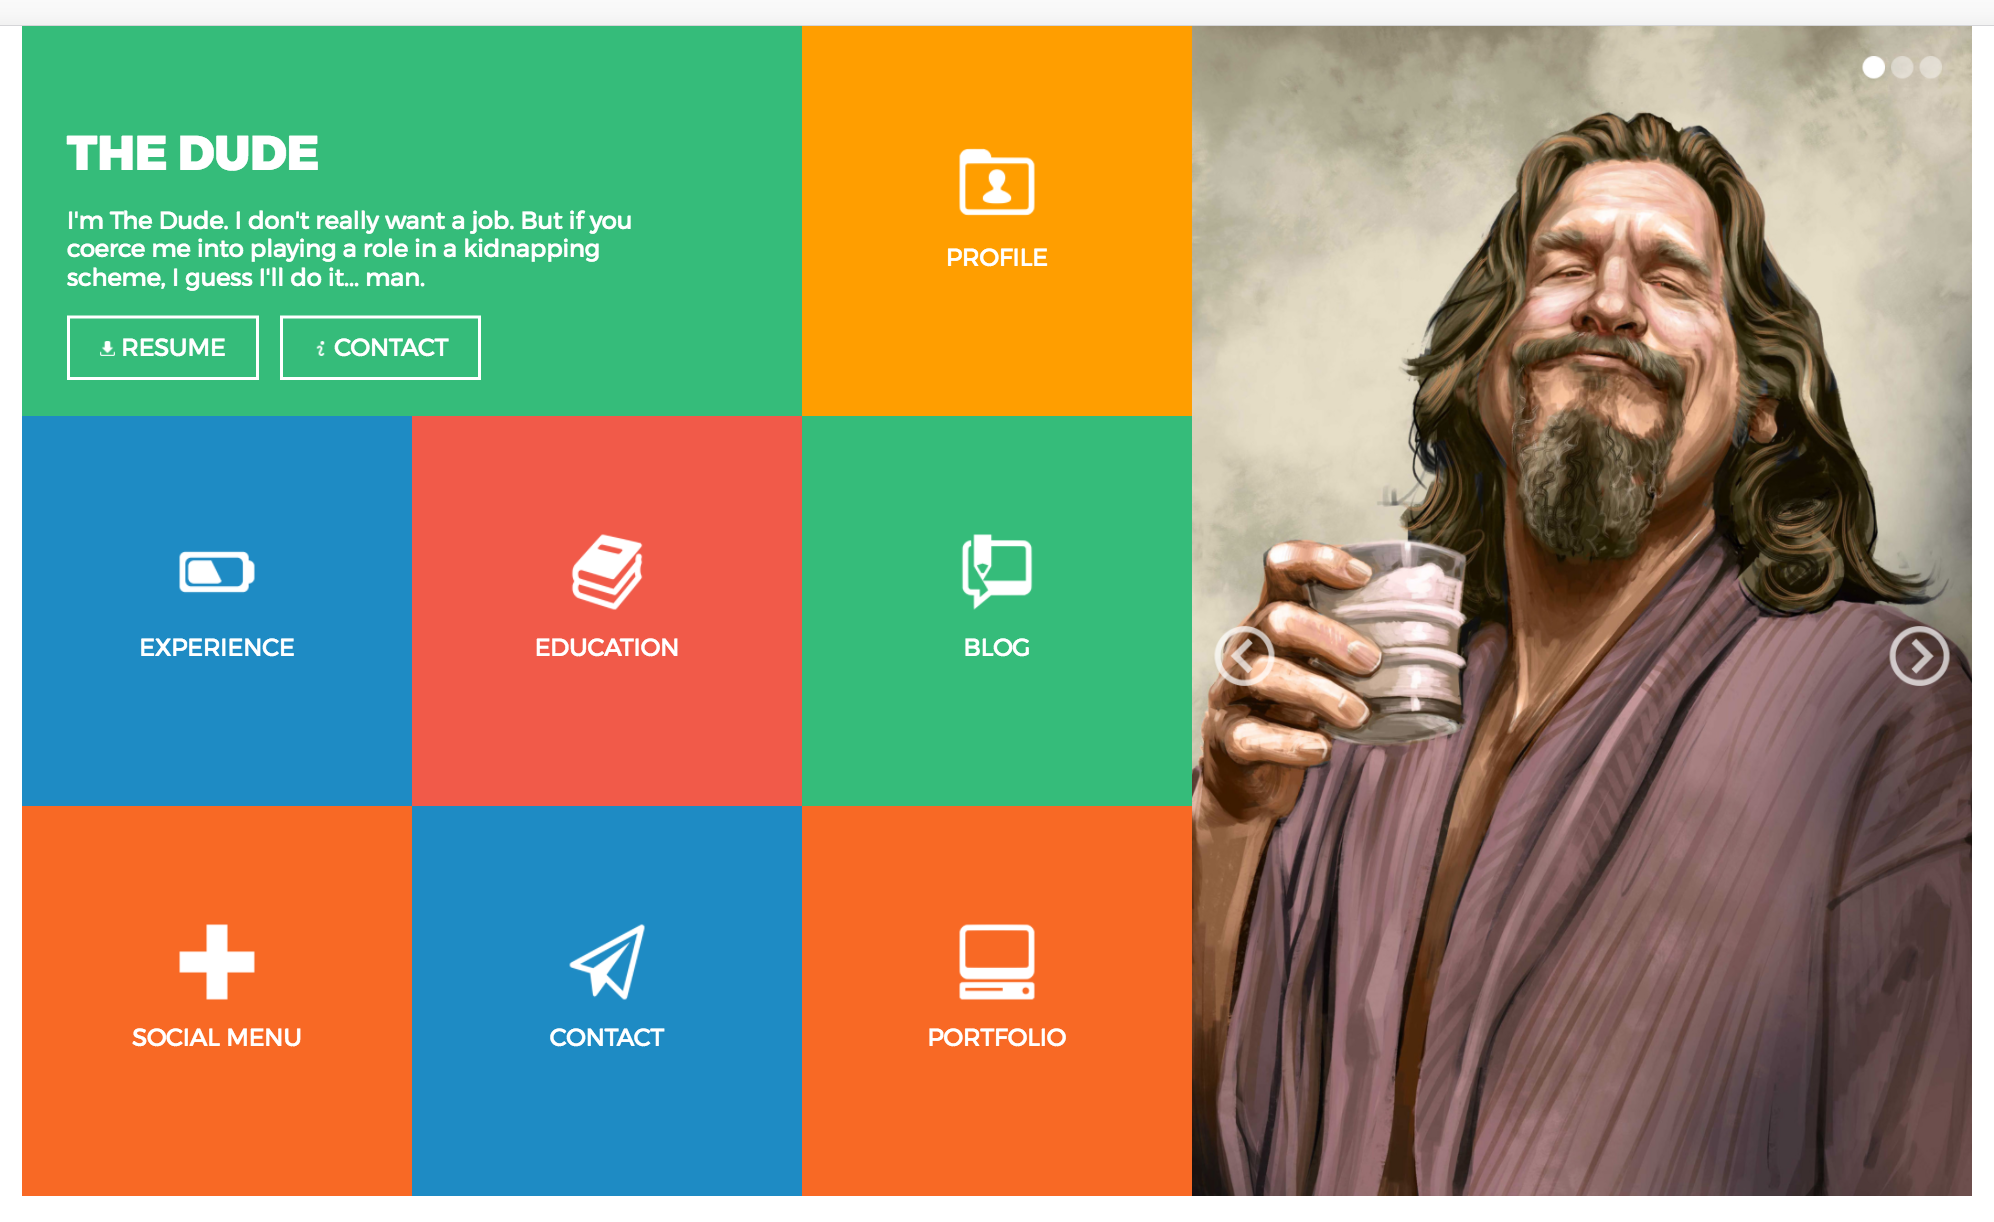 THE DUDE
I'm The Dude. I don't really want a job. But if you
coerce me into playing a role in a kidnapping
scheme, I guess I'll do it... man.
RESUME
CONTACT
PROFILE
EXPERIENCE
EDUCATION
BLOG
SOCIAL MENU
CONTACT
PORTFOLIO